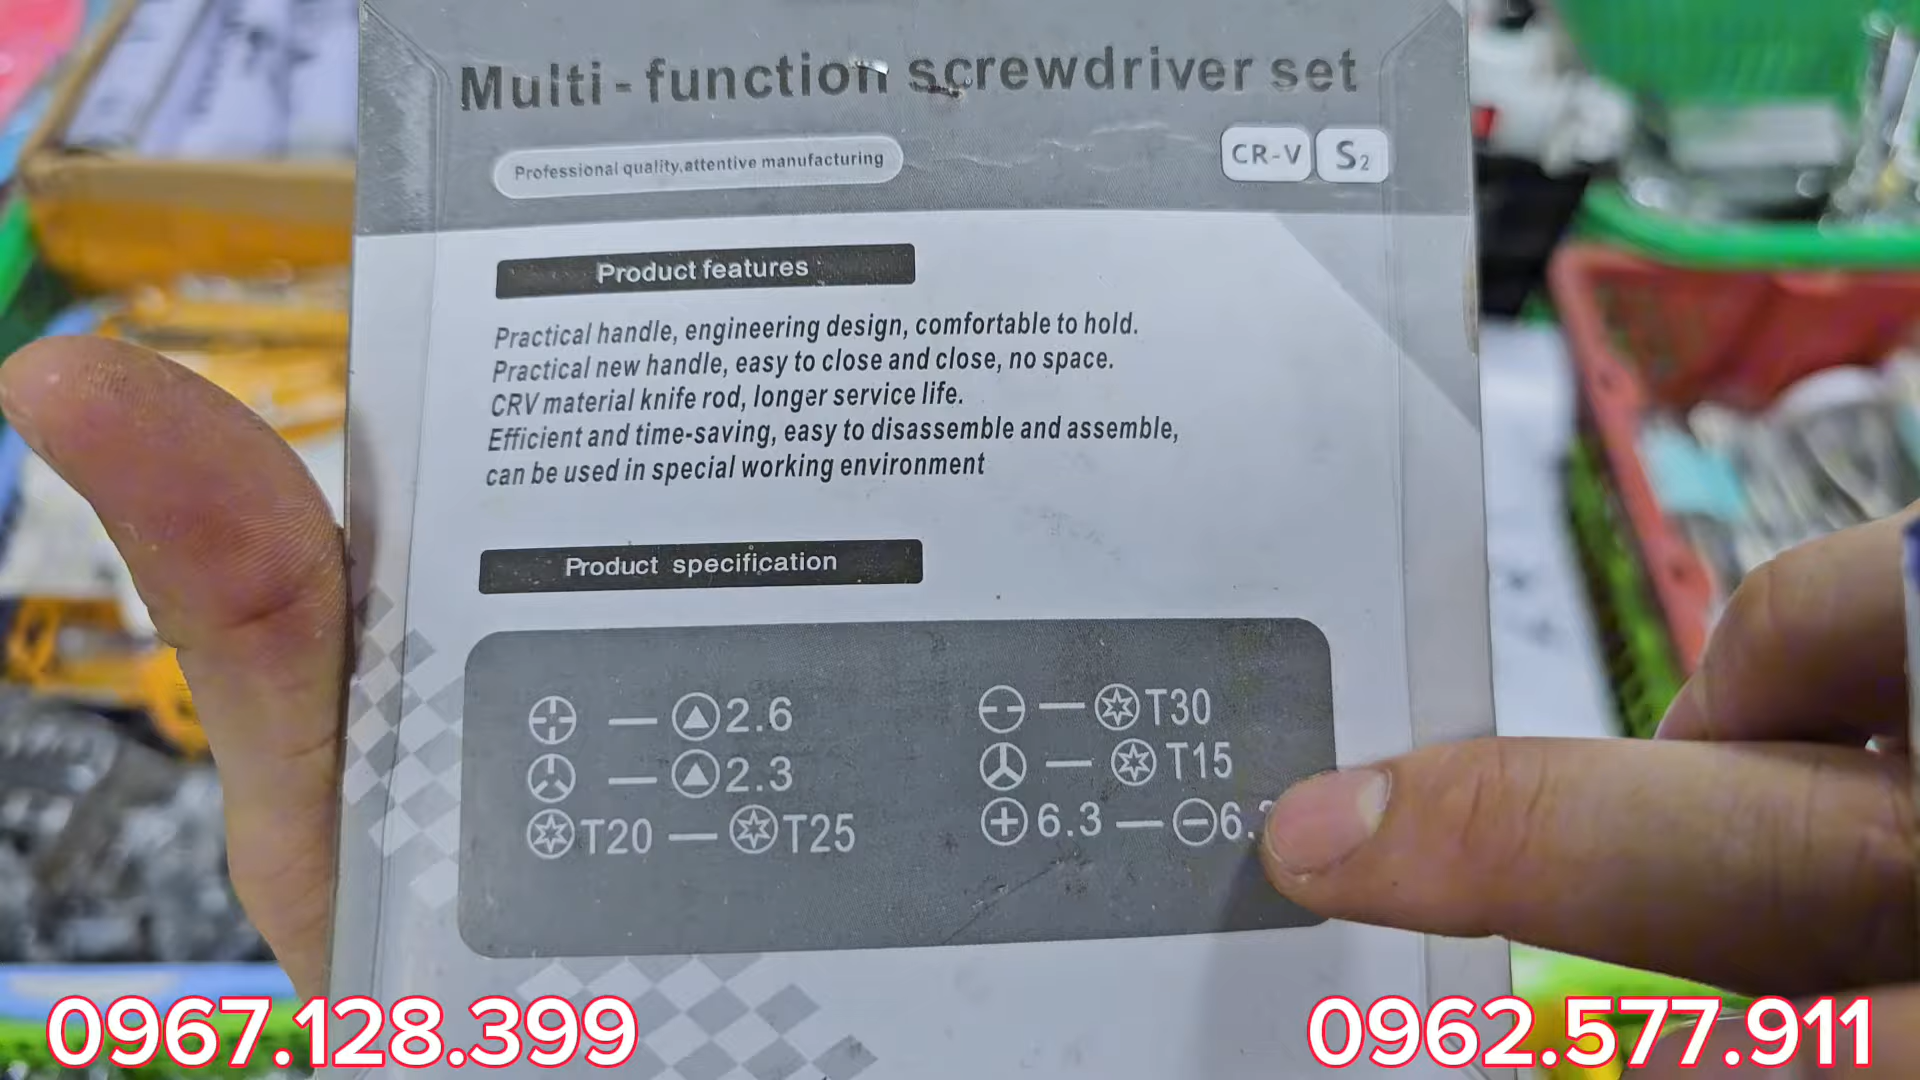 Multi-function screwdriver set
Professional quality,attentive manufacturing
CR-V S2
Product features
Practical handle, engineering design, comfortable to hold.
Practical new handle, easy to close and close, no space.
CRV material knife rod, longer service life.
Efficient and time-saving, easy to disassemble and assemble,
can be used in special working environment
Product specification
— 2.6
— 2.3
T20 — T25
— T30
— T15
6.3 —
0967.128.399
0962.577.911